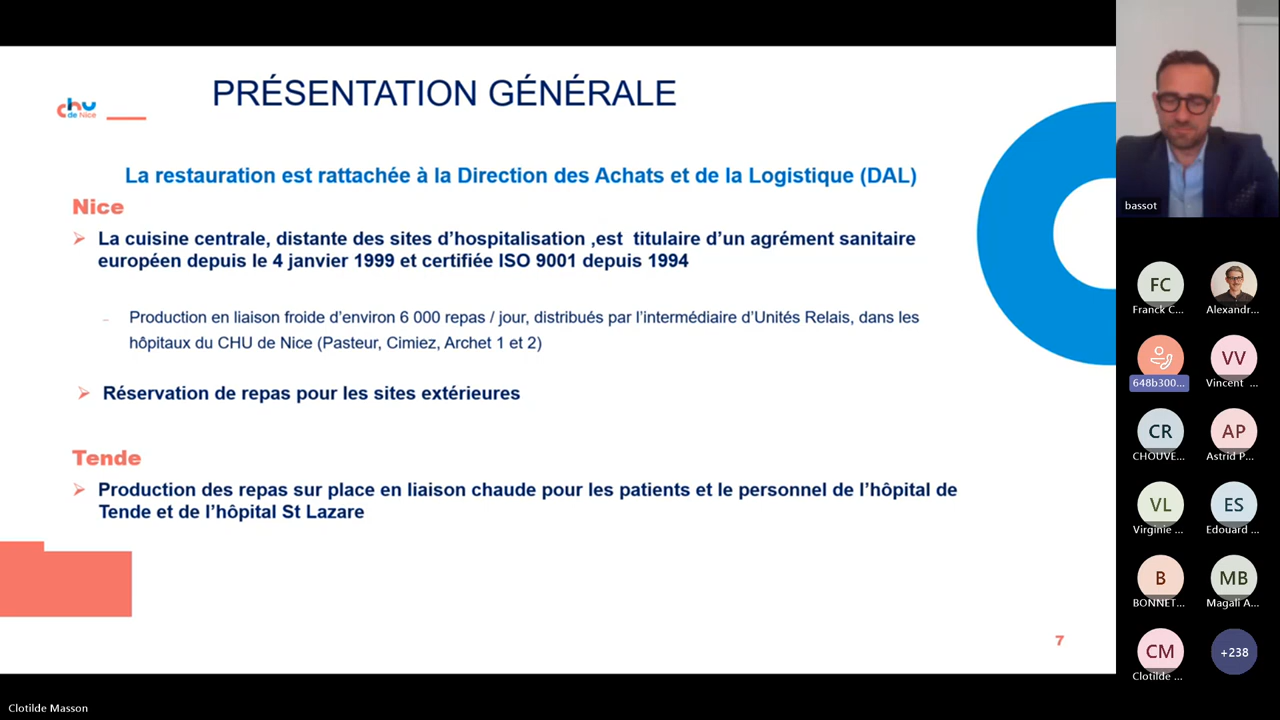 PRÉSENTATION GÉNÉRALE
chu
de Nice
La restauration est rattachée à la Direction des Achats et de la Logistique (DAL)
Nice
La cuisine centrale, distante des sites d'hospitalisation ,est titulaire d'un agrément sanitaire
européen depuis le 4 janvier 1999 et certifiée ISO 9001 depuis 1994
Production en liaison froide d'environ 6 000 repas / jour, distribués par l'intermédiaire d'Unités Relais, dans les
hôpitaux du CHU de Nice (Pasteur, Cimiez, Archet 1 et 2)
Réservation de repas pour les sites extérieures
Tende
Production des repas sur place en liaison chaude pour les patients et le personnel de l'hôpital de
Tende et de l'hôpital St Lazare
7
bassot
FC
Franck C...
Alexandr...
648b300...
VV
Vincent ...
CR
CHOUVE...
AP
Astrid P...
VL
Virginie ...
ES
Edouard ...
B
BONNET...
MB
Magali A...
CM
Clotilde ...
+238
Clotilde Masson